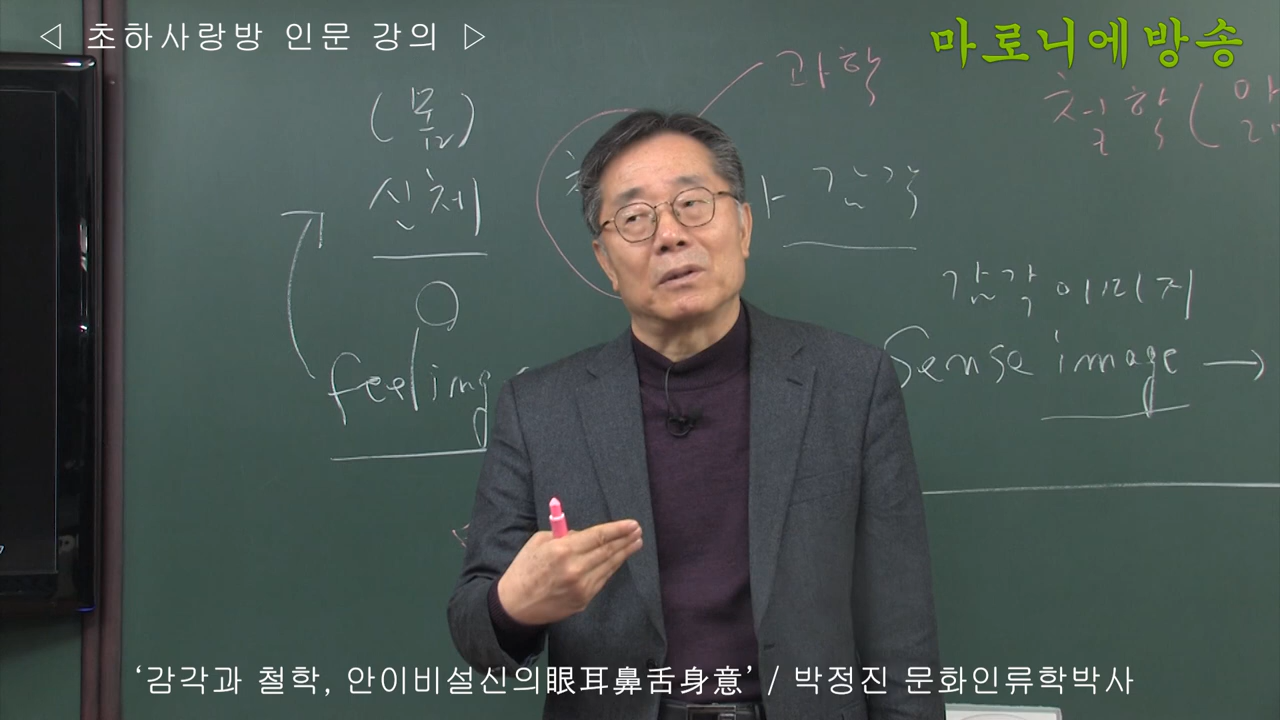 ◁ 초하사랑방 인문 강의 ▷
마로니에방송
과학
철학(
(몸)
신체
감각
감각 이미지
feeling
Sense image →
‘감각과 철학, 안이비설신의眼耳鼻舌身意’ / 박정진 문화인류학박사